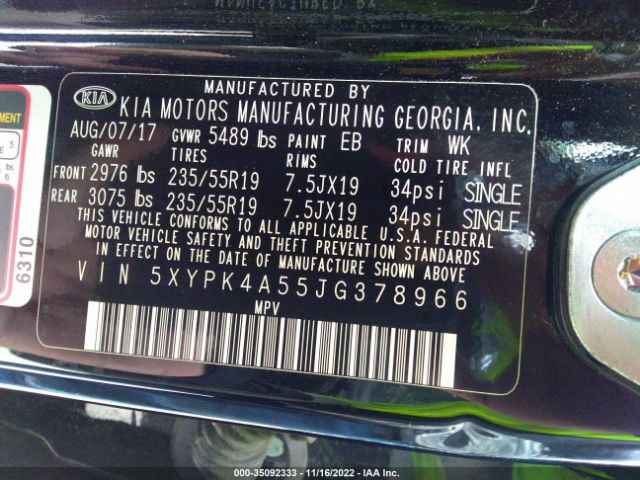 MANUFACTURED BY
KIA KIA MOTORS MANUFACTURING GEORGIA, INC.
AUG/07/17 GVWR 5489 lbs PAINT EB TRIM WK
GAWR TIRES RIMS COLD TIRE INFL
FRONT 2976 lbs 235/55R19 7.5JX19 34psi SINGLE
REAR 3075 lbs 235/55R19 7.5JX19 34psi SINGLE
THIS VEHICLE CONFORMS TO ALL APPLICABLE U.S.A. FEDERAL
MOTOR VEHICLE SAFETY AND THEFT PREVENTION STANDARDS
IN EFFECT ON THE DATE OF MANUFACTURE SHOWN ABOVE.
VIN 5XYPK4A55JG378966
MPV
5
6310
000-35092333 - 11/16/2022 - IAA Inc.